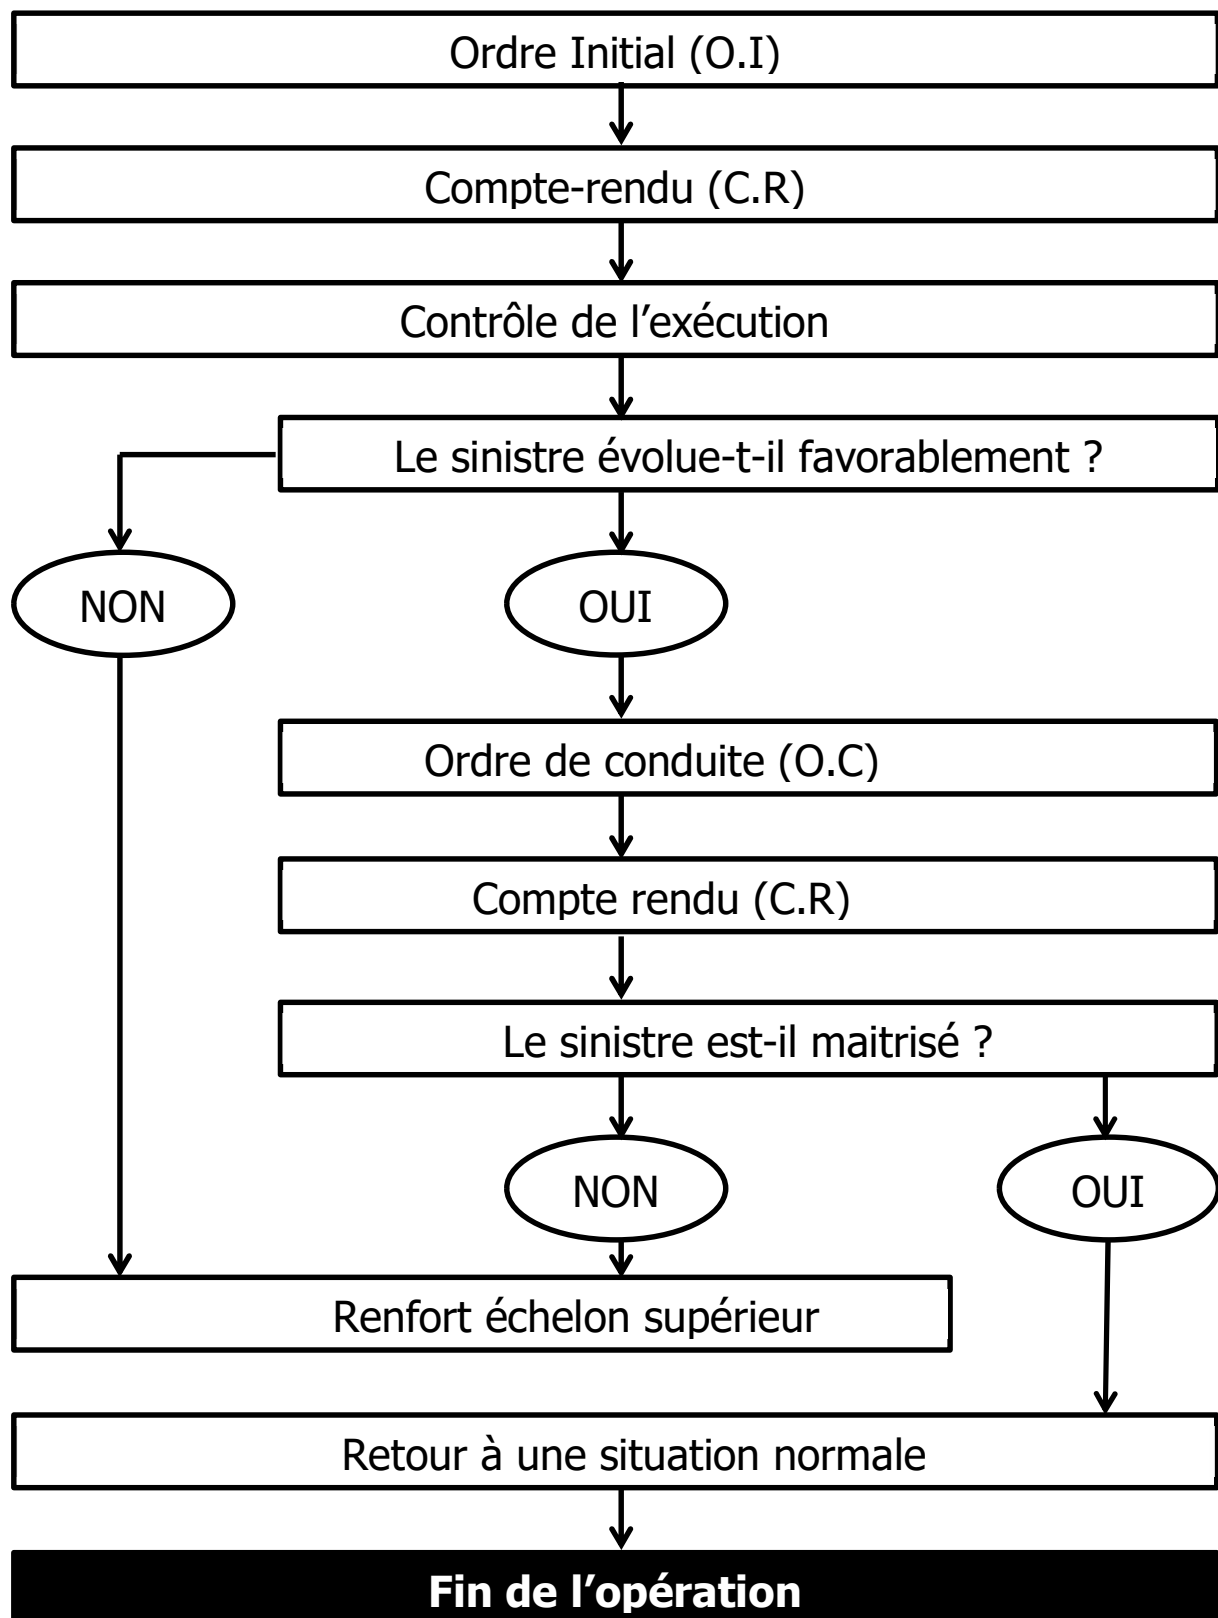 Ordre Initial (O.I)
Compte-rendu (C.R)
Contrôle de l’exécution
Le sinistre évolue-t-il favorablement ?
NON
OUI
Ordre de conduite (O.C)
Compte rendu (C.R)
Le sinistre est-il maitrisé ?
NON
OUI
Renfort échelon supérieur
Retour à une situation normale
Fin de l’opération